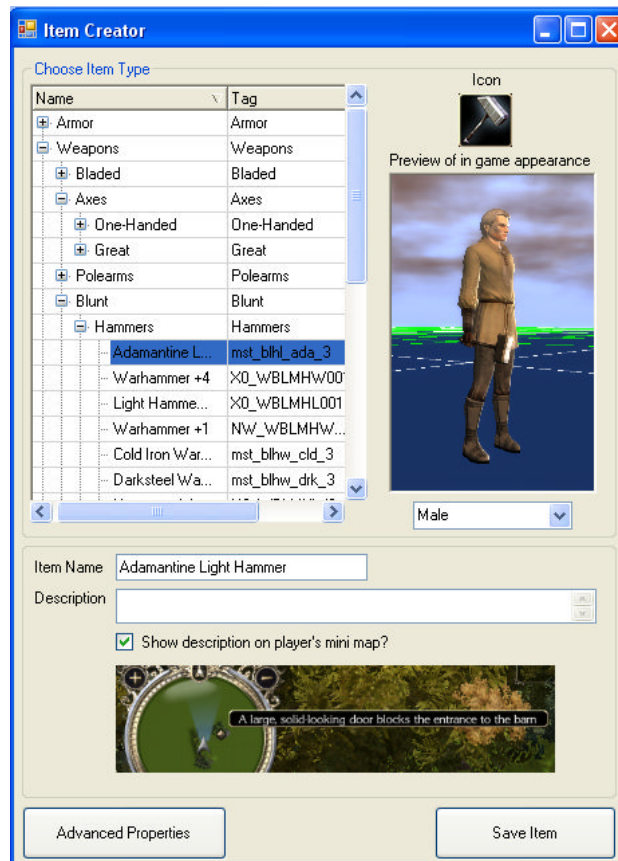 Item Creator
Choose Item Type
Name Tag
Armor Armor
Weapons Weapons
Bladed Bladed
Axes Axes
One-Handed One-Handed
Great Great
Polearms Polearms
Blunt Blunt
Hammers Hammers
Adamantine L... mst_blhl_ada_3
Warhammer +4 X0_WBLMHW001
Light Hamme... X0_WBLMHL001
Warhammer +1 NW_WBLMHW...
Cold Iron War... mst_blhw_cld_3
Darksteel Wa... mst_blhw_drk_3
Icon
Preview of in game appearance
Male
Item Name Adamantine Light Hammer
Description
Show description on player's mini map?
A large, solid-looking door blocks the entrance to the barn
Advanced Properties Save Item